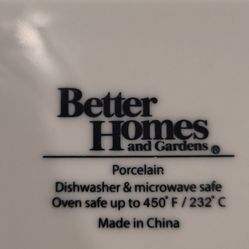 Better
Homes
and Gardens®
Porcelain
Dishwasher & microwave safe
Oven safe up to 450° F / 232° C
Made in China